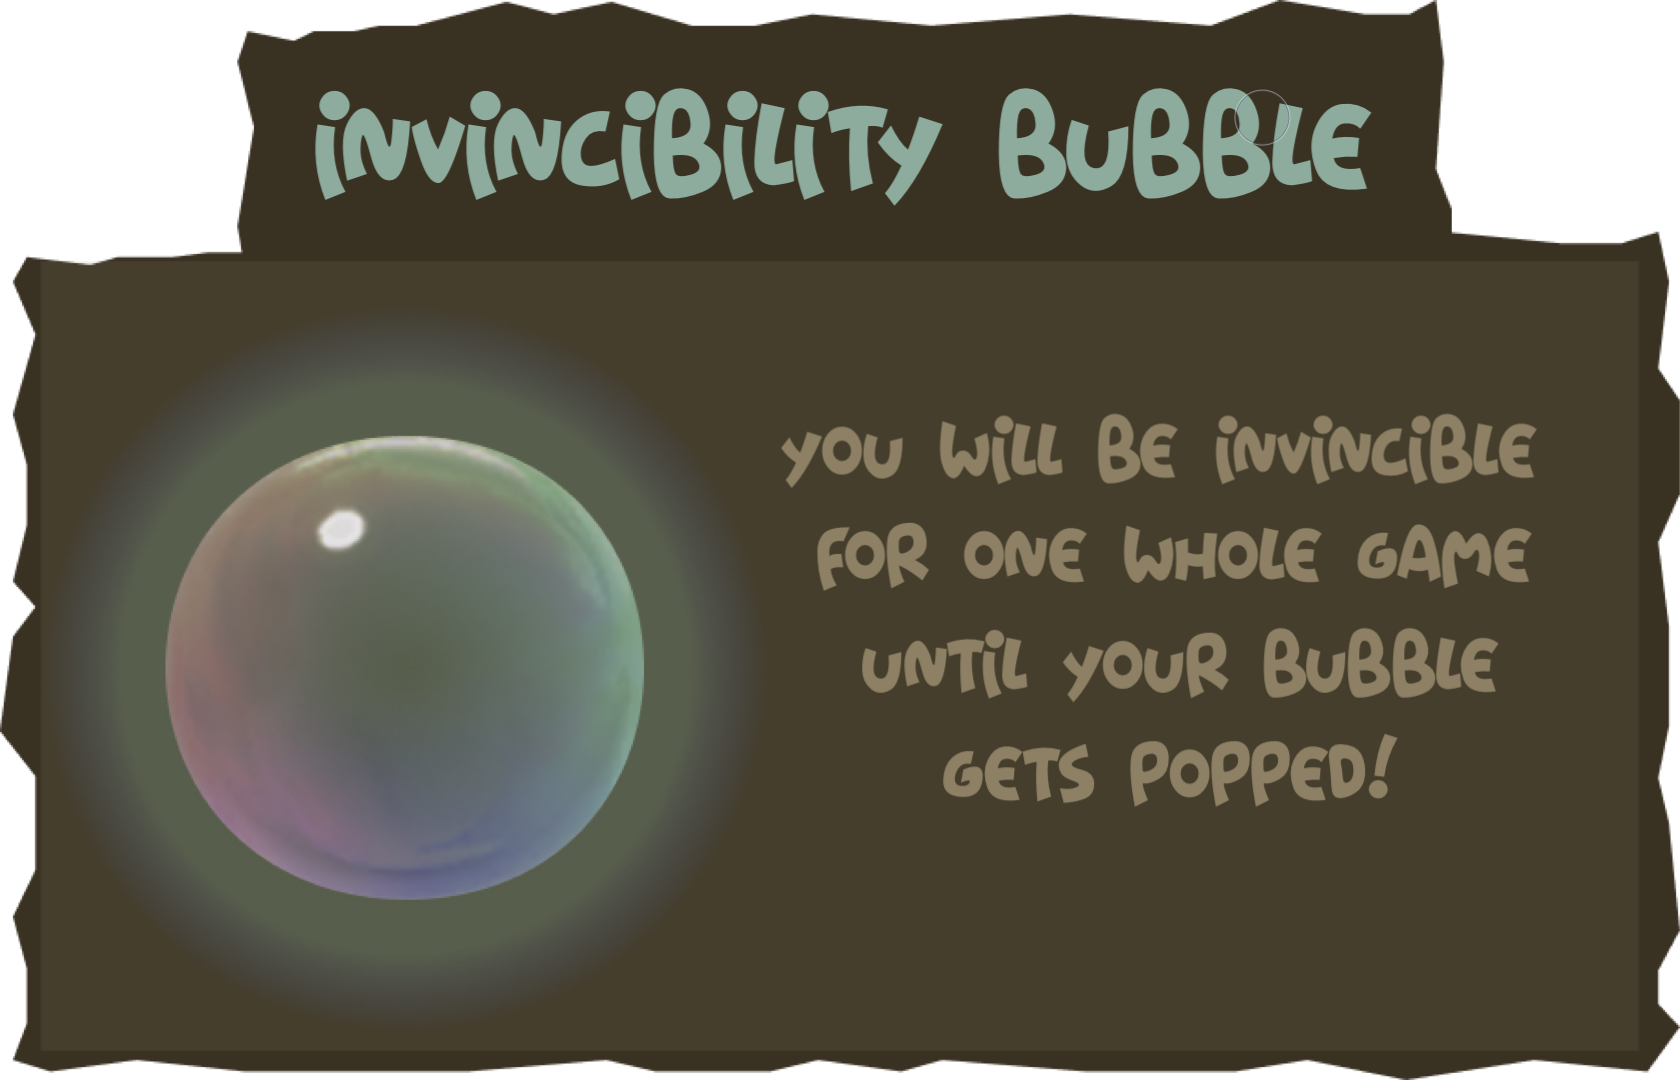 INVINCIBILITY BUBBLE
YOU WILL BE INVINCIBLE
FOR ONE WHOLE GAME
UNTIL YOUR BUBBLE
GETS POPPED!